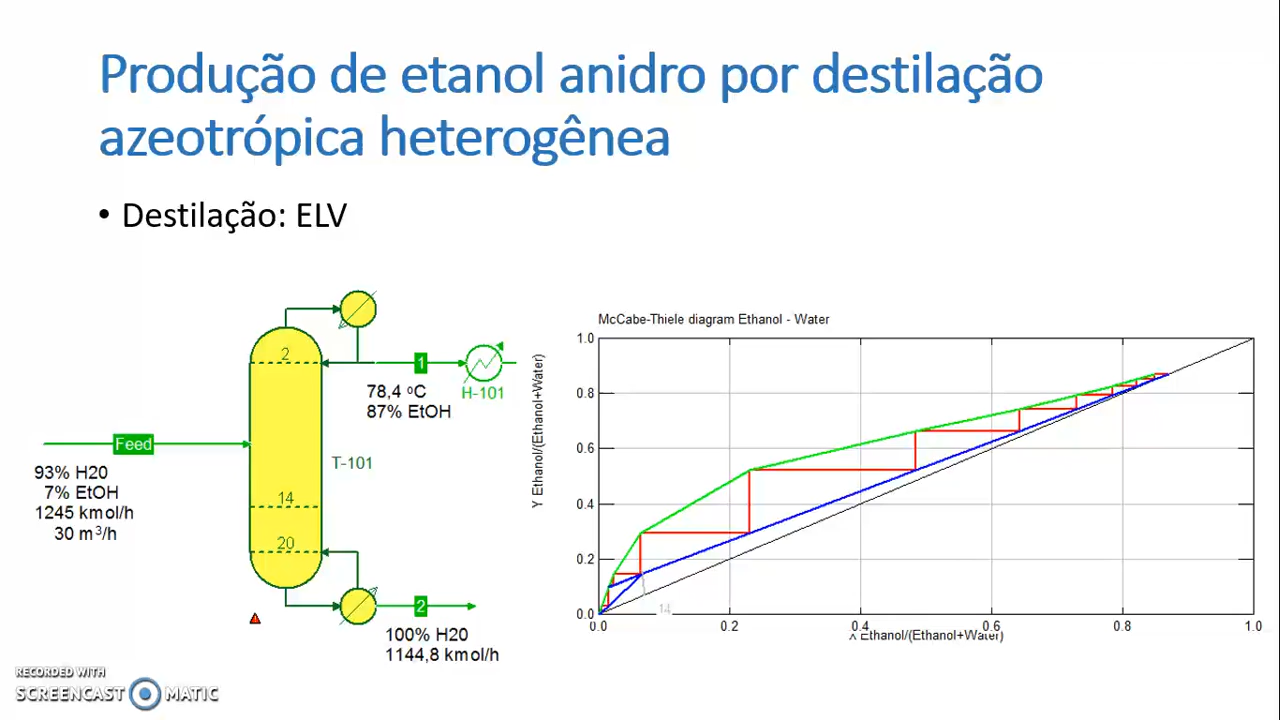 Produção de etanol anidro por destilação
azeotrópica heterogênea
• Destilação: ELV
2
1
H-101
78,4 ºC
87% EtOH
Feed
T-101
93% H20
7% EtOH
1245 kmol/h
30 m³/h
14
20
2
100% H20
1144,8 kmol/h
McCabe-Thiele diagram Ethanol - Water
Y Ethanol/(Ethanol+Water)
1.0
0.8
0.6
0.4
0.2
0.0
14
0.0 0.2 0.4 0.6 0.8 1.0
X Ethanol/(Ethanol+Water)
RECORDED WITH
SCREENCAST MATIC